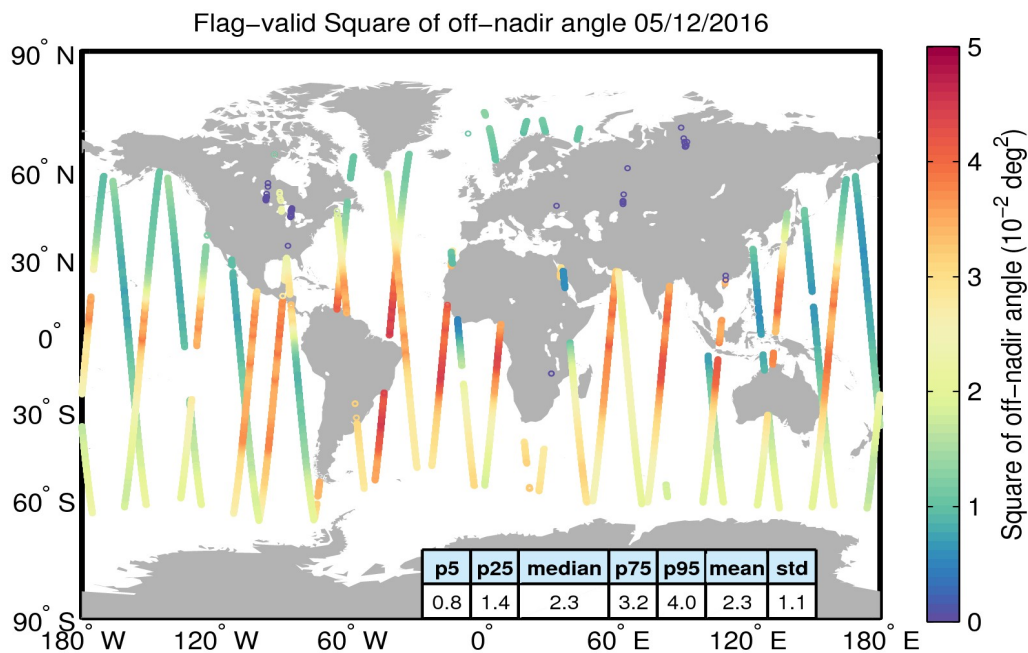 Flag−valid Square of off−nadir angle 05/12/2016
90° N
60° N
30° N
0°
30° S
60° S
90° S
180° W
120° W
60° W
0°
60° E
120° E
180° E
p5 p25 median p75 p95 mean std
0.8 1.4 2.3 3.2 4.0 2.3 1.1
5
4
3
2
1
0
Square of off−nadir angle (10⁻² deg²)